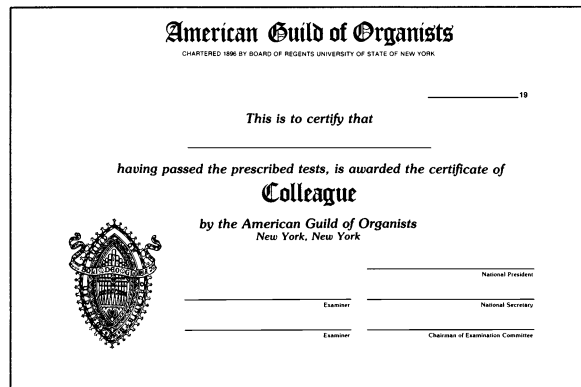 American Guild of Organists
CHARTERED 1896 BY BOARD OF REGENTS UNIVERSITY OF STATE OF NEW YORK
19
This is to certify that
having passed the prescribed tests, is awarded the certificate of
Colleague
by the American Guild of Organists
New York, New York
National President
Examiner National Secretary
Examiner Chairman of Examination Committee